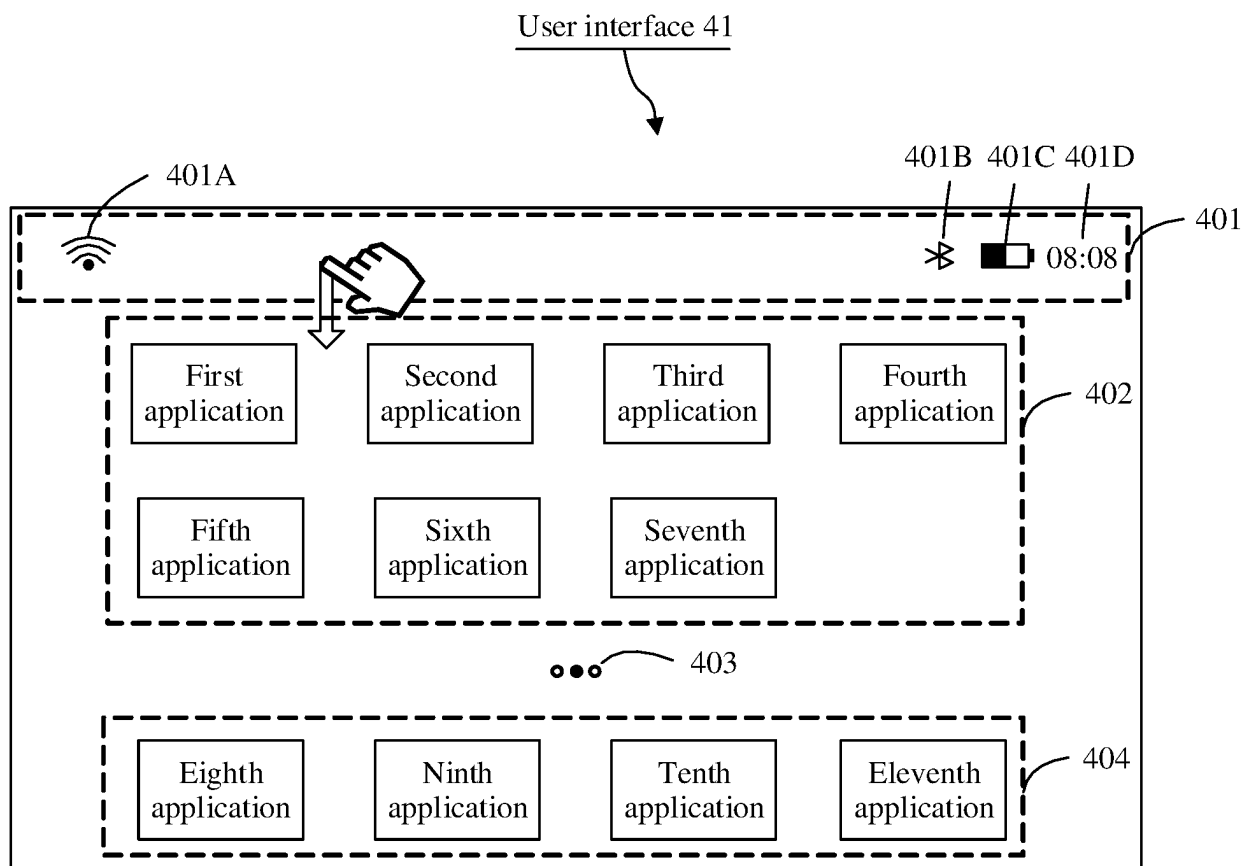 User interface 41
401B 401C 401D
401A
401
08:08
First application
Second application
Third application
Fourth application
402
Fifth application
Sixth application
Seventh application
403
Eighth application
Ninth application
Tenth application
Eleventh application
404